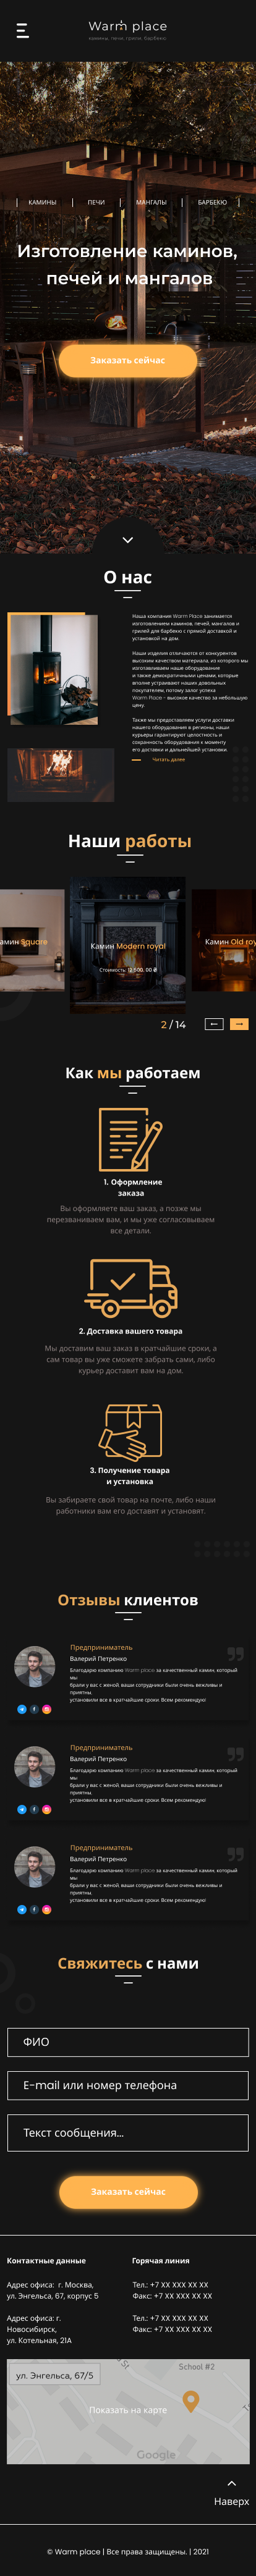 Warm place
камины. печи. грили. барбекю.
КАМИНЫ ПЕЧИ МАНГАЛЫ БАРБЕКЮ
Изготовление каминов,
печей и мангалов
Заказать сейчас
О нас
Наша компания Warm Place занимается
изготовлением каминов, печей, мангалов и
грилей для барбекю с прямой доставкой и
установкой на дом.
Наши изделия отличаются от конкурентов
высоким качеством материала, из которого мы
изготавливаем наше оборудование
и также демократичными ценами, которые
вполне устраивают наших довольных
покупателем, потому залог успеха
Warm Place - высокое качество за небольшую
цену.
Также мы предоставляем услуги доставки
нашего оборудования в регионы, наши
курьеры гарантируют целостность и
сохранность оборудования к моменту
его доставки и дальнейшей установки.
Читать далее
Наши работы
амин Square
Камин Modern royal
Стоимость:
Камин Old roy
2 / 14
Как мы работаем
1. Оформление
заказа
Вы оформляете ваш заказ, а позже мы
перезваниваем вам, и мы уже согласовываем
все детали.
2. Доставка вашего товара
Мы доставим ваш заказ в кратчайшие сроки, а
сам товар вы уже сможете забрать сами, либо
курьер доставит вам на дом.
3. Получение товара
и установка
Вы забираете свой товар на почте, либо наши
работники вам его доставят и установят.
Отзывы клиентов
Предприниматель
Валерий Петренко
Благодарю компанию Warm place, за качественный камин, который
мы
брали у вас с женой, ваши сотрудники были очень вежливы и
приятны,
установили все в кратчайшие сроки. Всем рекомендую!
Предприниматель
Валерий Петренко
Благодарю компанию Warm place, за качественный камин, который
мы
брали у вас с женой, ваши сотрудники были очень вежливы и
приятны,
установили все в кратчайшие сроки. Всем рекомендую!
Предприниматель
Валерий Петренко
Благодарю компанию Warm place, за качественный камин, который
мы
брали у вас с женой, ваши сотрудники были очень вежливы и
приятны,
установили все в кратчайшие сроки. Всем рекомендую!
Свяжитесь с нами
ФИО
E-mail или номер телефона
Текст сообщения...
Заказать сейчас
Контактные данные
Адрес офиса: г. Москва,
ул. Энгельса, 67, корпус 5
Адрес офиса: г.
Новосибирск,
ул. Котельная, 21А
Горячая линия
Тел.: +7 XX XXX XX XX
Факс: +7 XX XXX XX XX
Тел.: +7 XX XXX XX XX
Факс: +7 XX XXX XX XX
ул. Энгельса, 67/5
School #2
Показать на карте
Google
Наверх
© Warm place | Все права защищены. | 2021